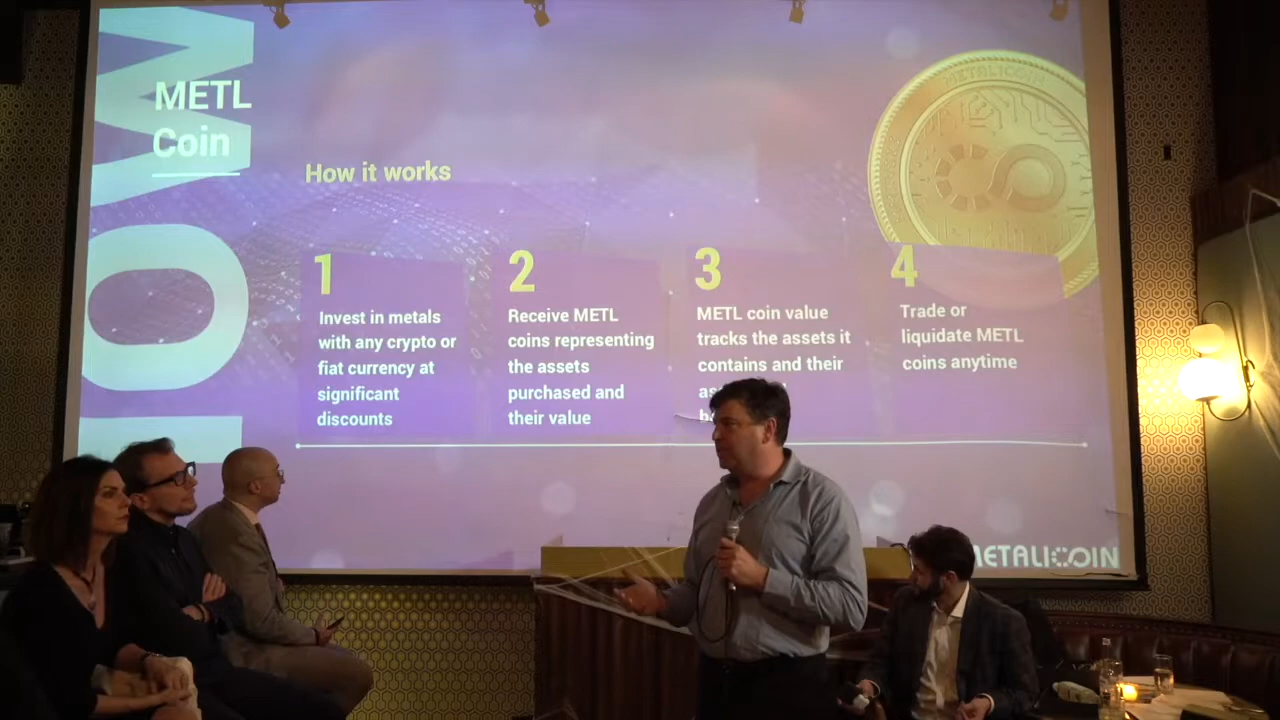 HOW
METL
Coin
How it works
1
Invest in metals
with any crypto or
fiat currency at
significant
discounts
2
Receive METL
coins representing
the assets
purchased and
their value
3
METL coin value
tracks the assets it
contains and their
4
Trade or
liquidate METL
coins anytime
METALICOIN
METALICOIN